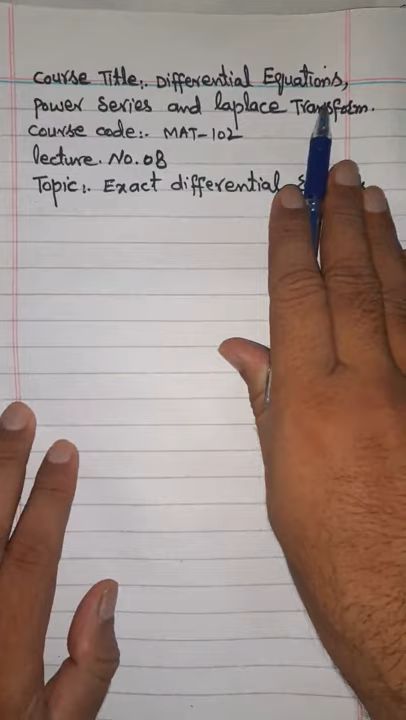 Course Title:. Differential Equations,
Power Series and Laplace Transform.
Course code:. MAT-102
lecture. No. 08
Topic:. Exact differential